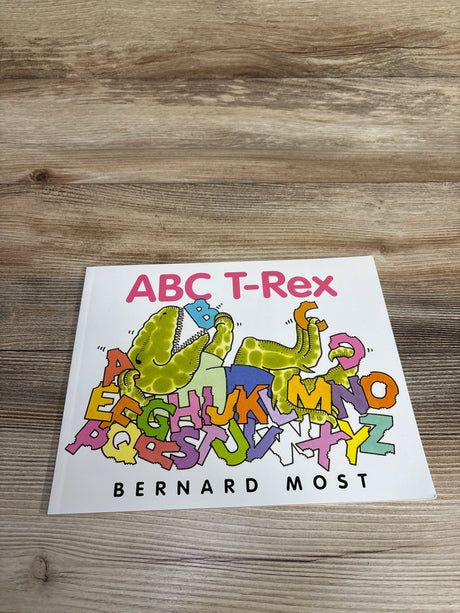 ABC T-Rex
B C
A D
E F G H I J K L M N O
P Q R S T U V W X Y Z
BERNARD MOST